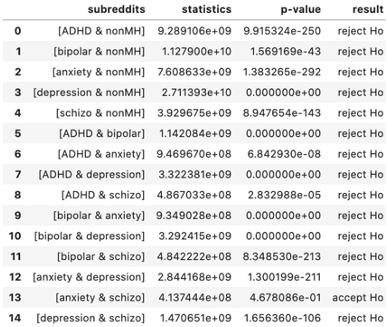 subreddits statistics p-value result
0 [ADHD & nonMH] 9.289106e+09 9.915324e-250 reject Ho
1 [bipolar & nonMH] 1.127900e+10 1.569169e-43 reject Ho
2 [anxiety & nonMH] 7.608633e+09 1.383265e-292 reject Ho
3 [depression & nonMH] 2.711393e+10 0.000000e+00 reject Ho
4 [schizo & nonMH] 3.929675e+09 8.947654e-143 reject Ho
5 [ADHD & bipolar] 1.142084e+09 0.000000e+00 reject Ho
6 [ADHD & anxiety] 9.469670e+08 6.842930e-08 reject Ho
7 [ADHD & depression] 3.322381e+09 0.000000e+00 reject Ho
8 [ADHD & schizo] 4.867033e+08 2.832988e-05 reject Ho
9 [bipolar & anxiety] 9.349028e+08 0.000000e+00 reject Ho
10 [bipolar & depression] 3.292415e+09 0.000000e+00 reject Ho
11 [bipolar & schizo] 4.842222e+08 8.348530e-213 reject Ho
12 [anxiety & depression] 2.844168e+09 1.300199e-211 reject Ho
13 [anxiety & schizo] 4.137444e+08 4.678086e-01 accept Ho
14 [depression & schizo] 1.470651e+09 1.656360e-106 reject Ho